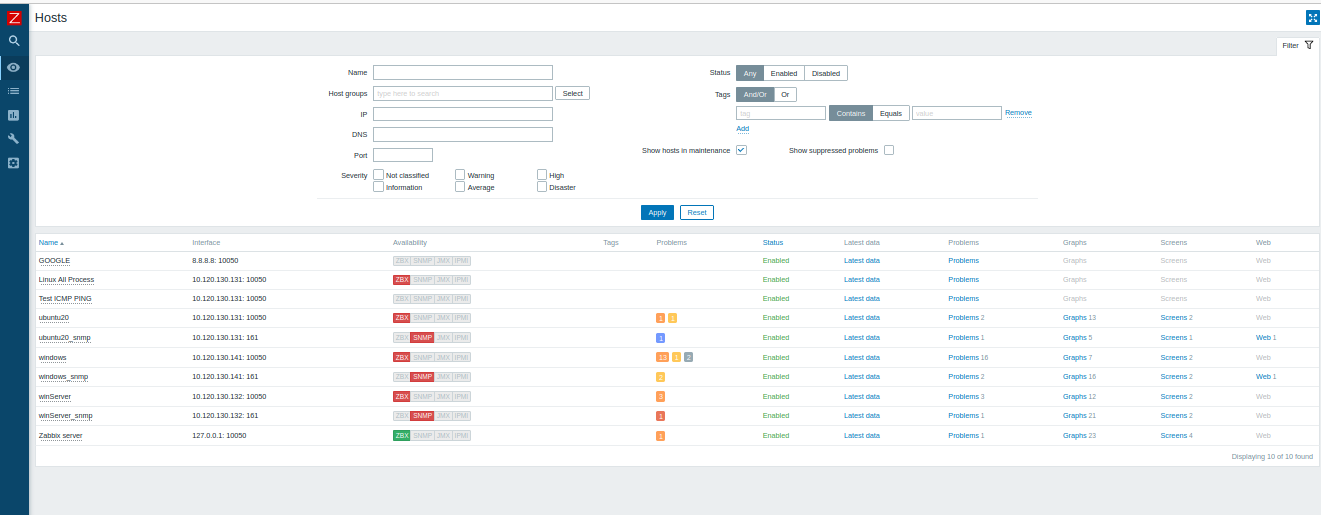 Z Hosts
Filter
Name Status Any Enabled Disabled
Host groups type here to search Select Tags And/Or Or
IP tag Contains Equals value Remove
DNS Add
Port Show hosts in maintenance Show suppressed problems
Severity Not classified Warning High
Information Average Disaster
Apply Reset
Name Interface Availability Tags Problems Status Latest data Problems Graphs Screens Web
GOOGLE 8.8.8.8: 10050 ZBX SNMP JMX IPMI Enabled Latest data Problems Graphs Screens Web
Linux All Process 10.120.130.131: 10050 ZBX SNMP JMX IPMI Enabled Latest data Problems Graphs Screens Web
Test ICMP PING 10.120.130.131: 10050 ZBX SNMP JMX IPMI Enabled Latest data Problems Graphs Screens Web
ubuntu20 10.120.130.131: 10050 ZBX SNMP JMX IPMI 1 1 Enabled Latest data Problems 2 Graphs 13 Screens 2 Web
ubuntu20_snmp 10.120.130.131: 161 ZBX SNMP JMX IPMI 1 Enabled Latest data Problems 1 Graphs 5 Screens 1 Web 1
windows 10.120.130.141: 10050 ZBX SNMP JMX IPMI 13 1 2 Enabled Latest data Problems 16 Graphs 7 Screens 2 Web
windows_snmp 10.120.130.141: 161 ZBX SNMP JMX IPMI 2 Enabled Latest data Problems 2 Graphs 16 Screens 2 Web 1
winServer 10.120.130.132: 10050 ZBX SNMP JMX IPMI 3 Enabled Latest data Problems 3 Graphs 12 Screens 2 Web
winServer_snmp 10.120.130.132: 161 ZBX SNMP JMX IPMI 1 Enabled Latest data Problems 1 Graphs 21 Screens 2 Web
Zabbix server 127.0.0.1: 10050 ZBX SNMP JMX IPMI 1 Enabled Latest data Problems 1 Graphs 23 Screens 4 Web
Displaying 10 of 10 found